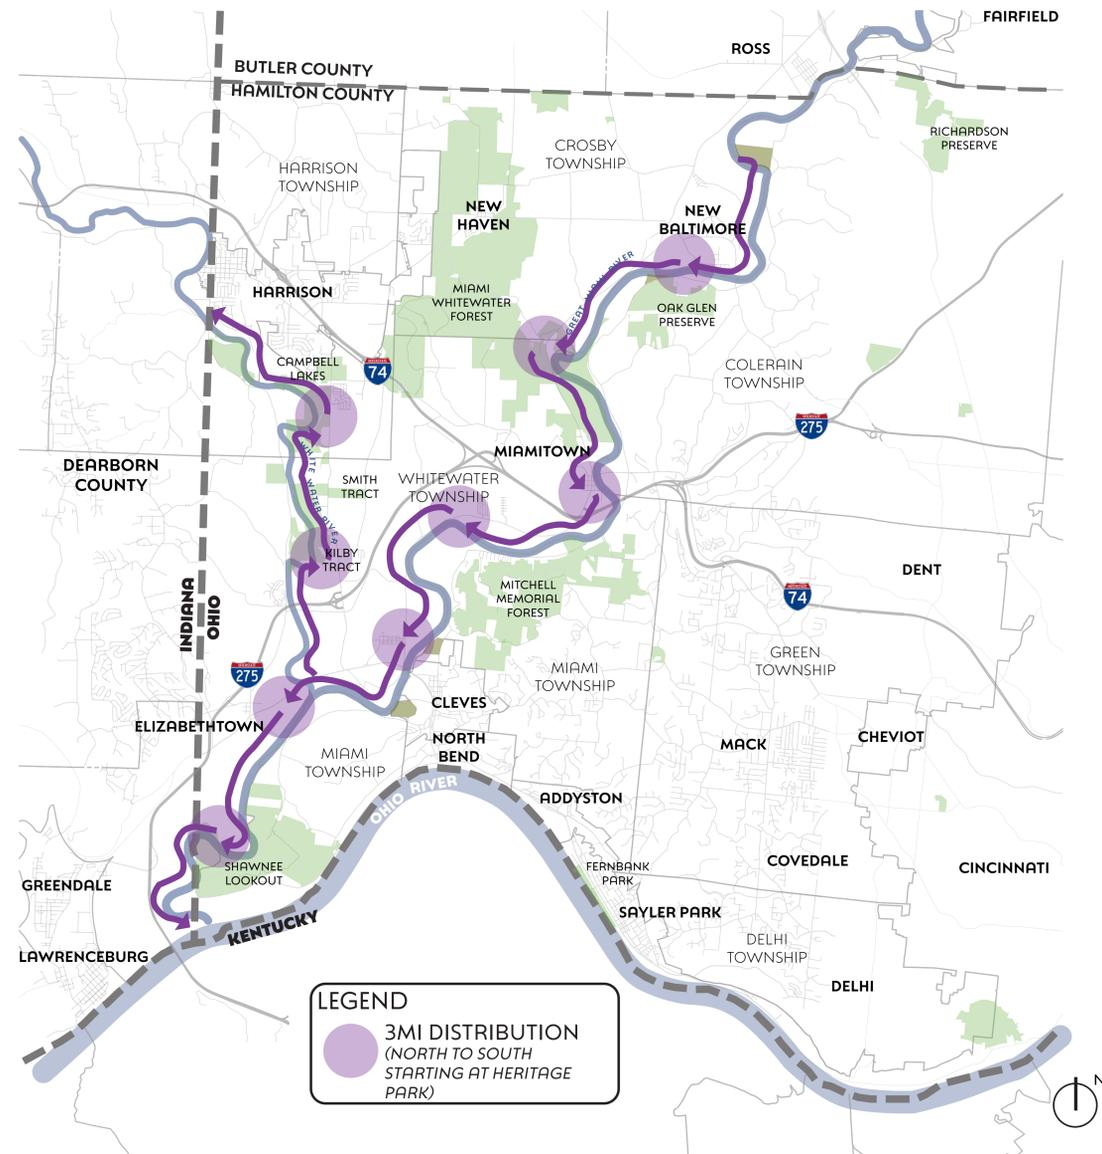 FAIRFIELD
ROSS
BUTLER COUNTY
HAMILTON COUNTY
RICHARDSON
PRESERVE
CROSBY
TOWNSHIP
HARRISON
TOWNSHIP
NEW
HAVEN
NEW
BALTIMORE
GREAT MIAMI RIVER
HARRISON
MIAMI
WHITEWATER
FOREST
OAK GLEN
PRESERVE
CAMPBELL
LAKES
74
COLERAIN
TOWNSHIP
275
MIAMITOWN
WHITE WATER RIVER
DEARBORN
COUNTY
SMITH
TRACT
WHITEWATER
TOWNSHIP
KILBY
TRACT
MITCHELL
MEMORIAL
FOREST
DENT
74
INDIANA
OHIO
GREEN
TOWNSHIP
275
MIAMI
TOWNSHIP
CLEVES
ELIZABETHTOWN
NORTH
BEND
MACK
CHEVIOT
MIAMI
TOWNSHIP
OHIO RIVER
ADDYSTON
SHAWNEE
LOOKOUT
FERNBANK
PARK
COVEDALE
CINCINNATI
GREENDALE
SAYLER PARK
KENTUCKY
DELHI
TOWNSHIP
LAWRENCEBURG
DELHI
LEGEND
3MI DISTRIBUTION
(NORTH TO SOUTH
STARTING AT HERITAGE
PARK)
N